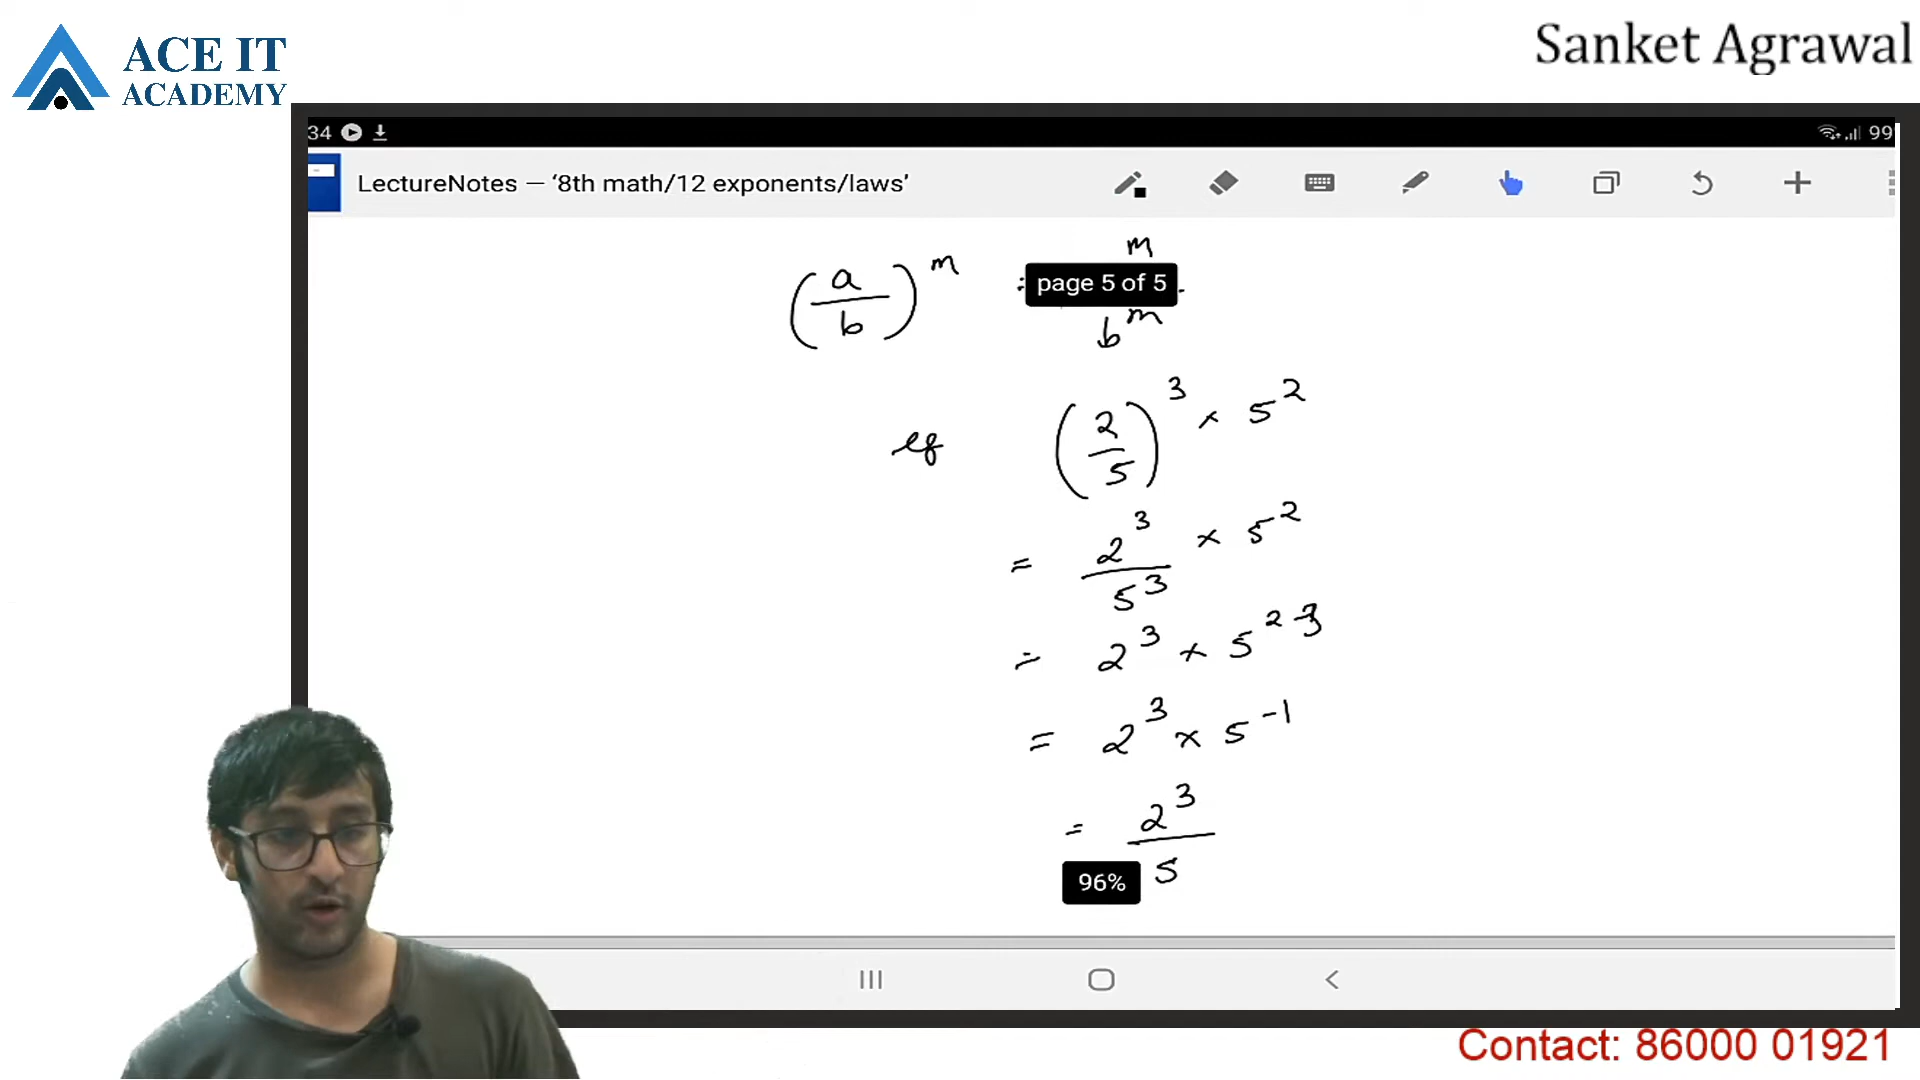 ACE IT
ACADEMY
Sanket Agrawal
34
99
LectureNotes — ‘8th math/12 exponents/laws’
(a/b)^m = ^m/b^m
page 5 of 5
eg (2/5)^3 × 5^2
= 2^3/5^3 × 5^2
= 2^3 × 5^2-3
= 2^3 × 5^-1
= 2^3/5
96%
Contact: 86000 01921